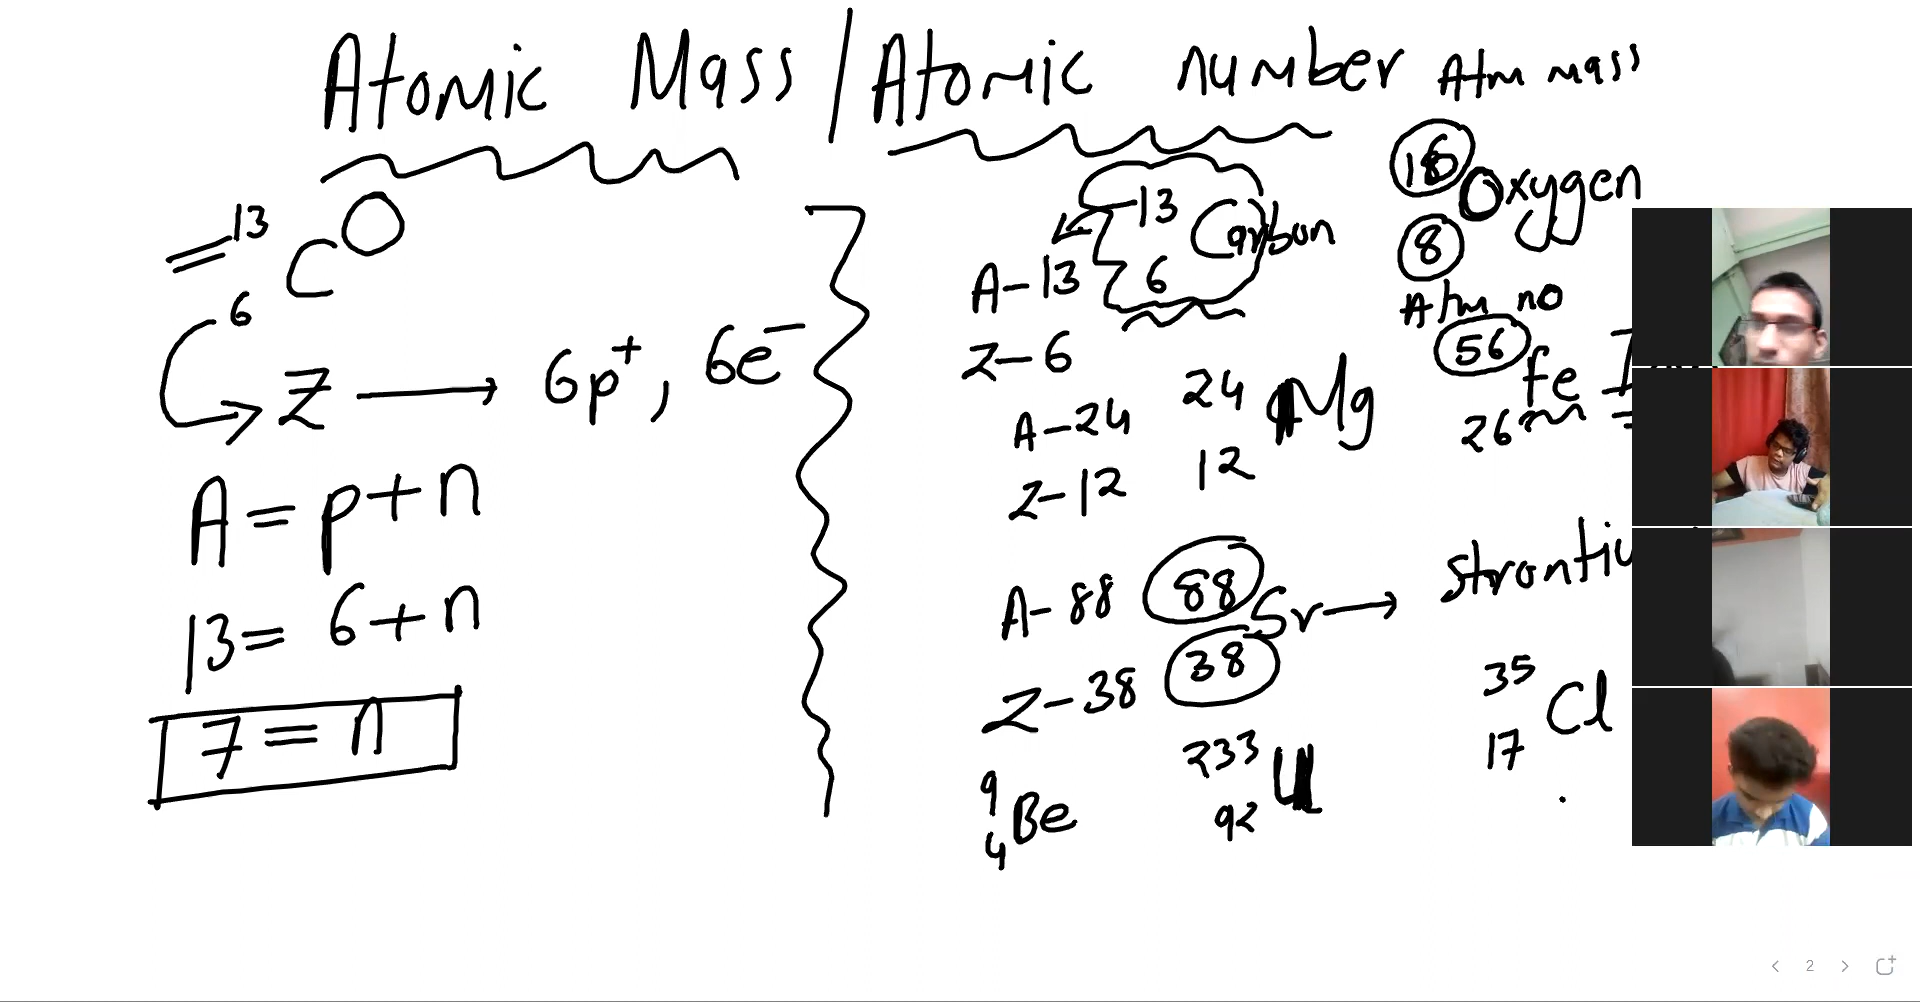 Atomic Mass / Atomic number
Atm mass
13
C O
6
Z → 6p+, 6e−
A = p+n
13 = 6+n
7 = n
13
Carbon
6
A-13
Z-6
16
Oxygen
8
Atm no
24
Mg
12
A-24
Z-12
56
Fe
26
88
Sr →
38
A-88
Z-38
35
Cl
17
233
U
92
9
Be
4
2